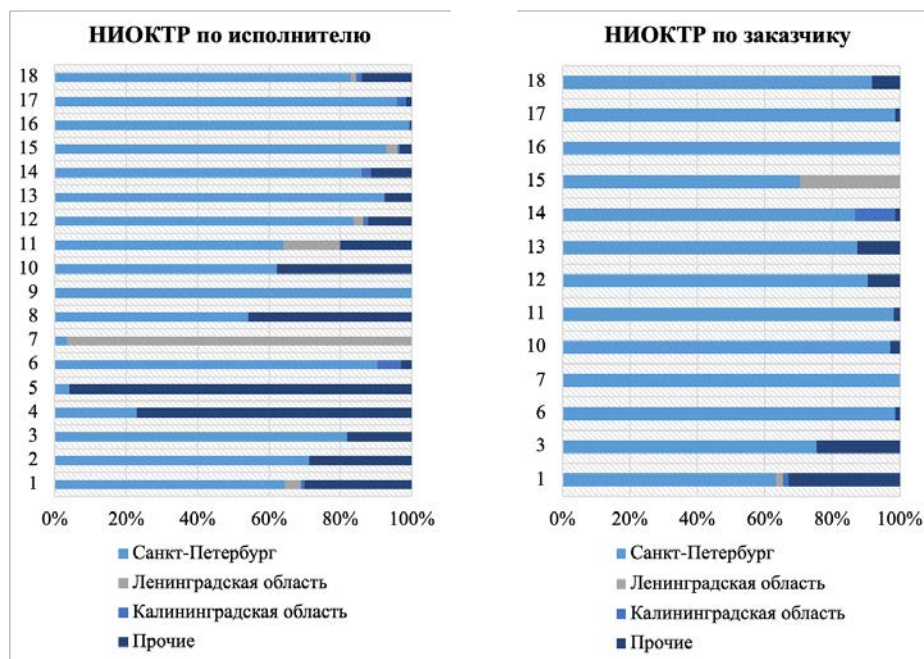 НИОКТР по исполнителю
18
17
16
15
14
13
12
11
10
9
8
7
6
5
4
3
2
1
0% 20% 40% 60% 80% 100%
Санкт-Петербург
Ленинградская область
Калининградская область
Прочие
НИОКТР по заказчику
18
17
16
15
14
13
12
11
10
7
6
3
1
0% 20% 40% 60% 80% 100%
Санкт-Петербург
Ленинградская область
Калининградская область
Прочие